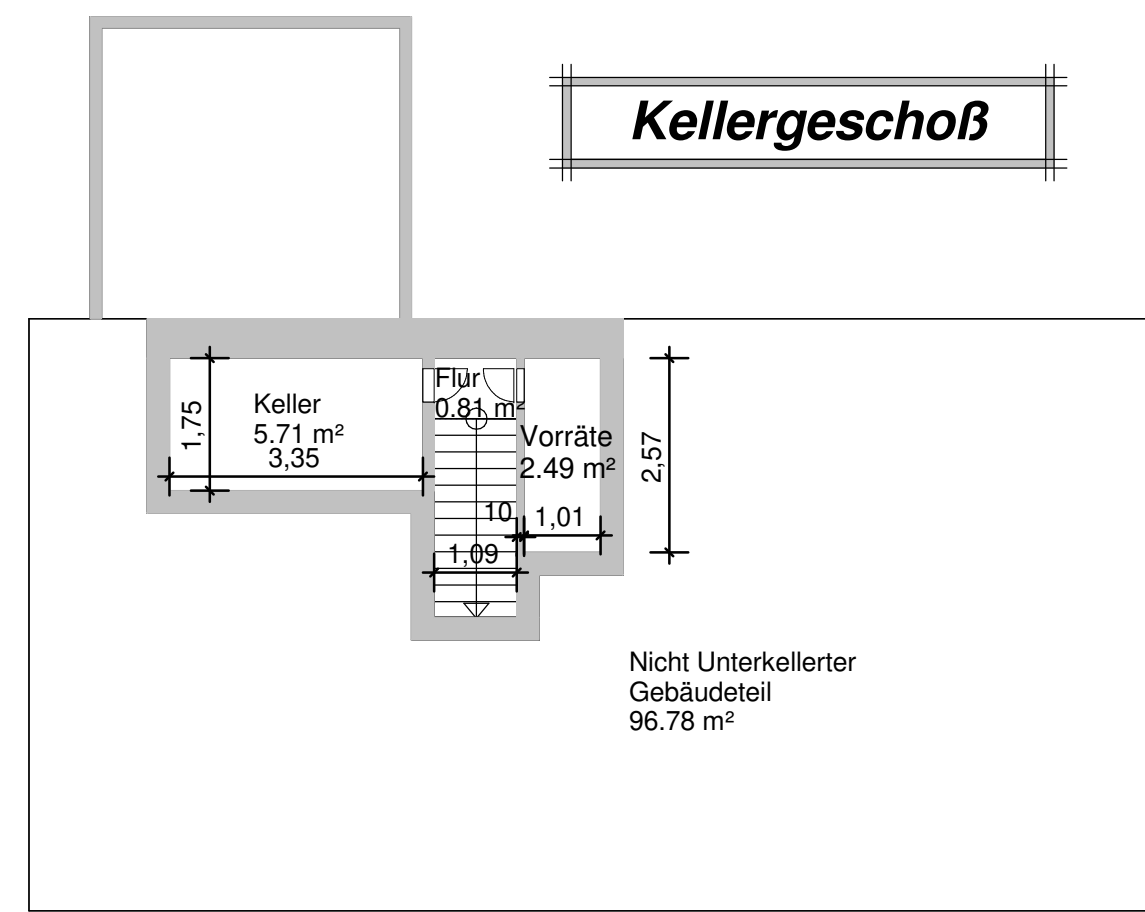 Kellergeschoß
Flur
0.81 m²
Keller
5.71 m²
3,35
1,75
Vorräte
2.49 m²
2,57
10
1,01
1,09
Nicht Unterkellerter
Gebäudeteil
96.78 m²